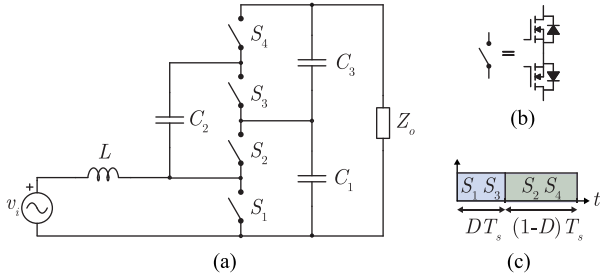 S₄
C₃
C₂
S₃
Zₒ
L
S₂
C₁
+
vᵢ
S₁
(a)
=
(b)
S₁ S₃ S₂ S₄
t
DTₛ (1-D)Tₛ
(c)